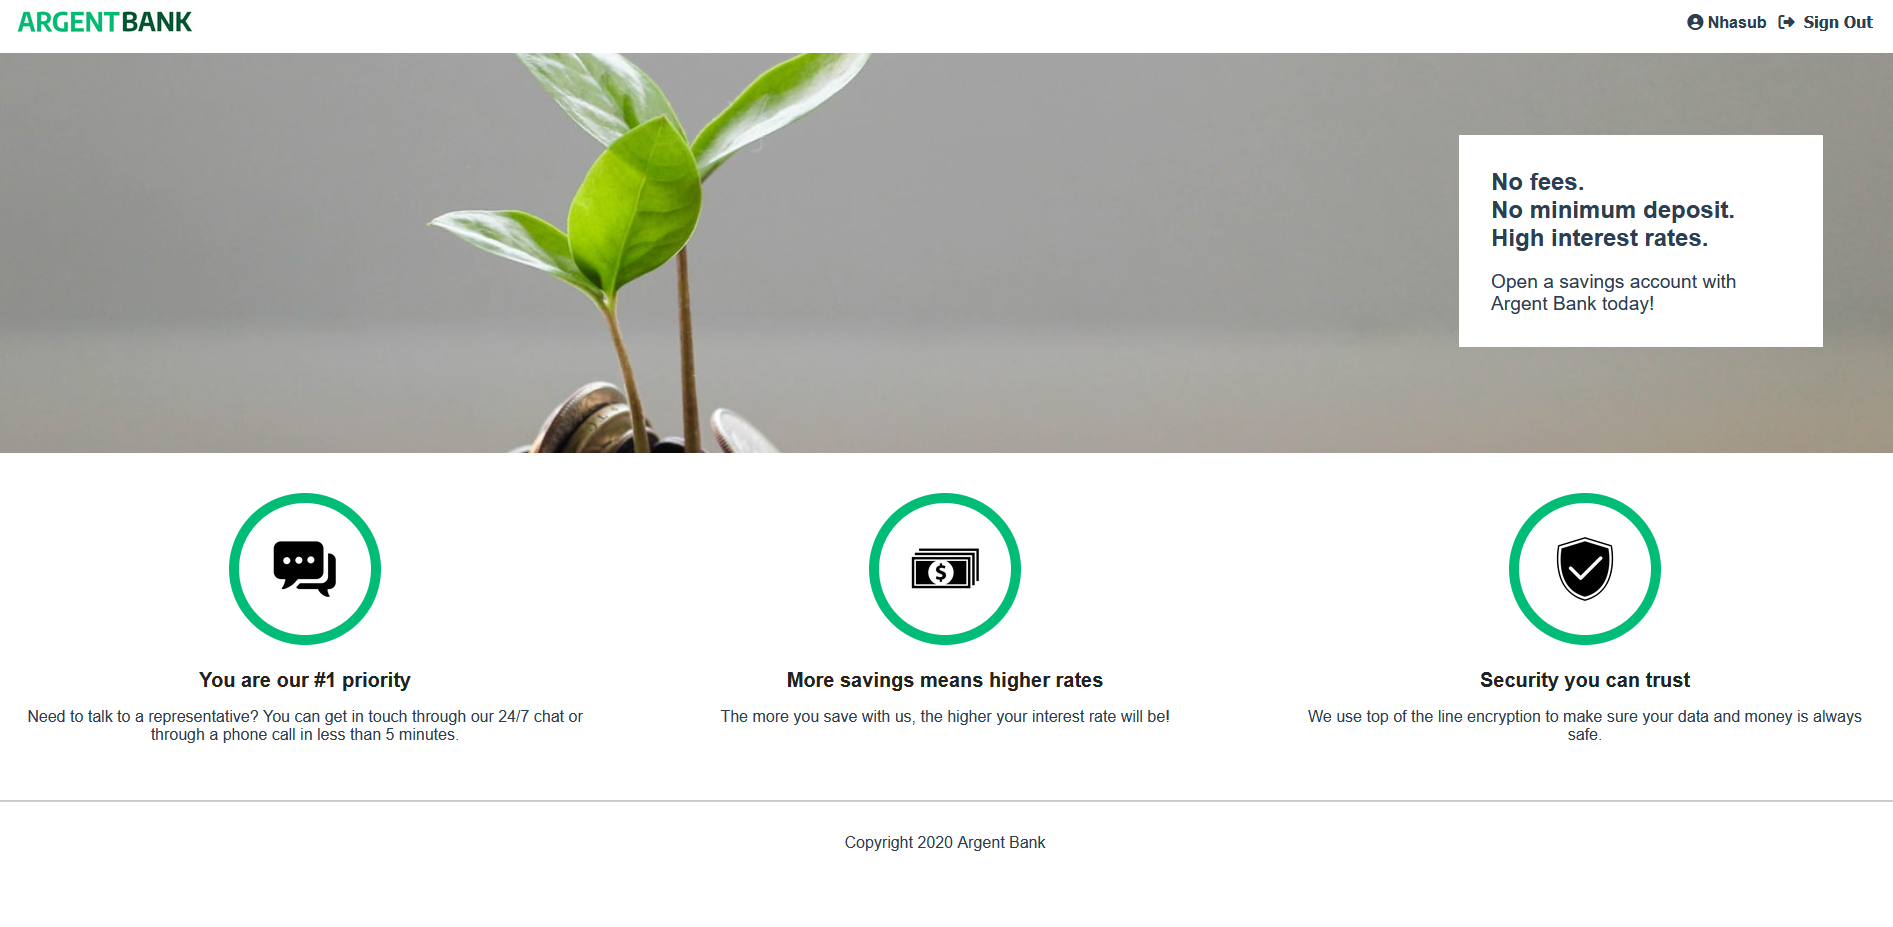 ARGENTBANK
Nhasub Sign Out
No fees.
No minimum deposit.
High interest rates.
Open a savings account with
Argent Bank today!
$
You are our #1 priority
Need to talk to a representative? You can get in touch through our 24/7 chat or
through a phone call in less than 5 minutes.
More savings means higher rates
The more you save with us, the higher your interest rate will be!
Security you can trust
We use top of the line encryption to make sure your data and money is always
safe.
Copyright 2020 Argent Bank